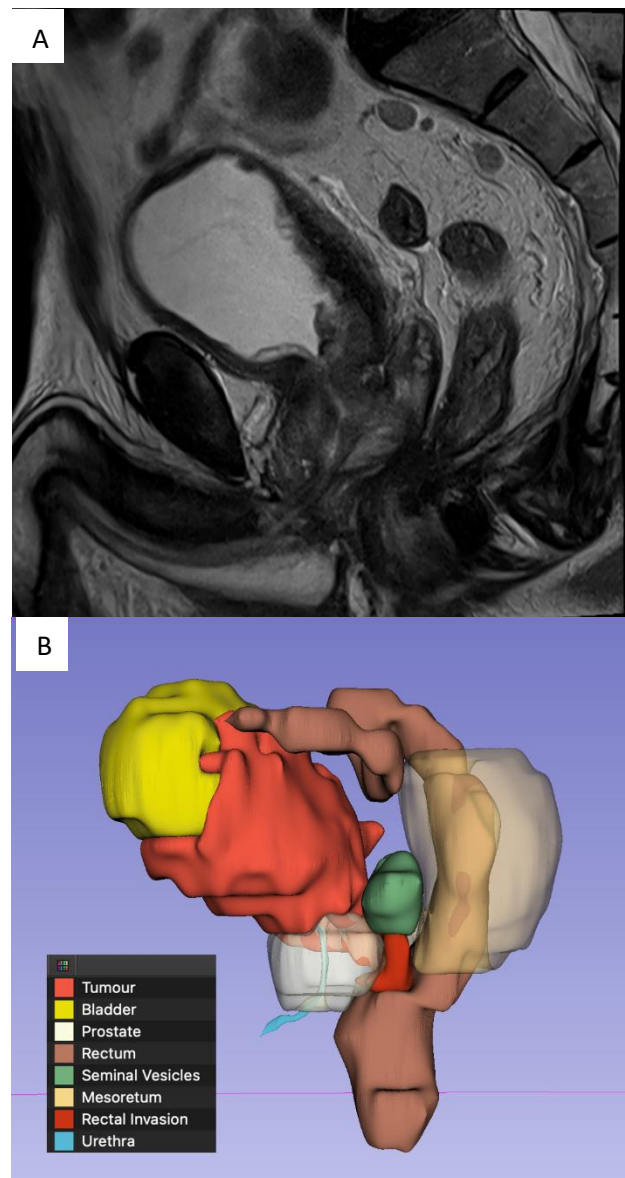 A
B
Tumour
Bladder
Prostate
Rectum
Seminal Vesicles
Mesoretum
Rectal Invasion
Urethra